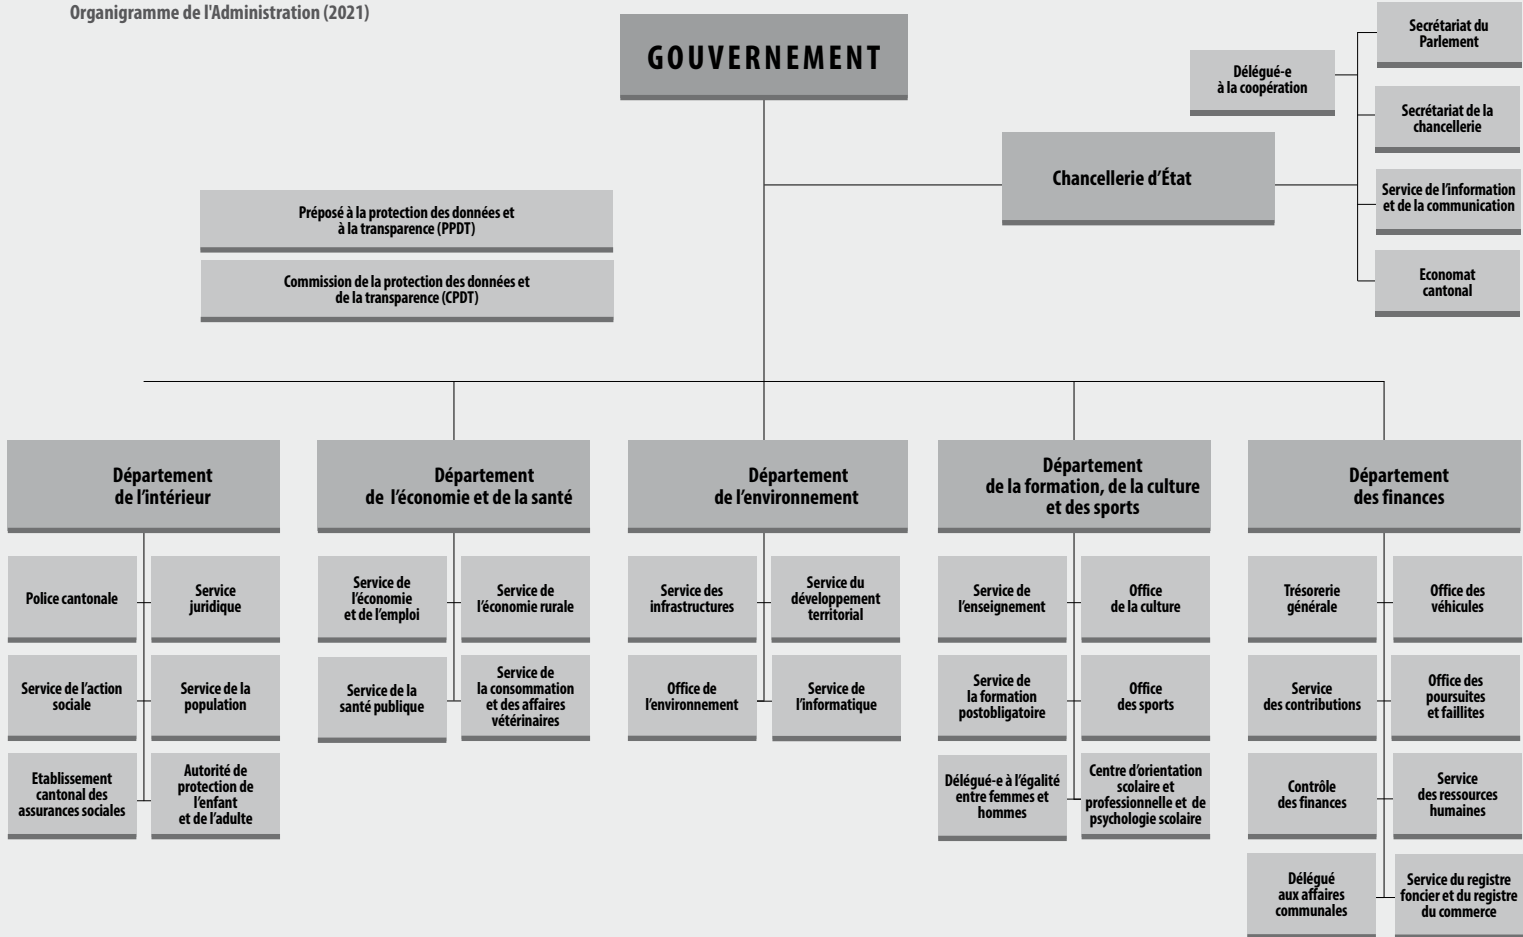 Organigramme de l'Administration (2021)
GOUVERNEMENT
Secrétariat du
Parlement
Délégué-e
à la coopération
Secrétariat de la
chancellerie
Chancellerie d'État
Service de l'information
et de la communication
Economat
cantonal
Préposé à la protection des données et
à la transparence (PPDT)
Commission de la protection des données et
de la transparence (CPDT)
Département
de l'intérieur
Département
de l'économie et de la santé
Département
de l'environnement
Département
de la formation, de la culture
et des sports
Département
des finances
Police cantonale
Service
juridique
Service de l'action
sociale
Service de la
population
Etablissement
cantonal des
assurances sociales
Autorité de
protection de
l'enfant
et de l'adulte
Service de
l'économie
et de l'emploi
Service de
l'économie rurale
Service de la
santé publique
Service de
la consommation
et des affaires
vétérinaires
Service des
infrastructures
Service du
développement
territorial
Office de
l'environnement
Service de
l'informatique
Service de
l'enseignement
Office
de la culture
Service de
la formation
postobligatoire
Office
des sports
Délégué-e à l'égalité
entre femmes et
hommes
Centre d'orientation
scolaire et
professionnelle et de
psychologie scolaire
Trésorerie
générale
Office des
véhicules
Service
des contributions
Office des
poursuites
et faillites
Contrôle
des finances
Service
des ressources
humaines
Délégué
aux affaires
communales
Service du registre
foncier et du registre
du commerce